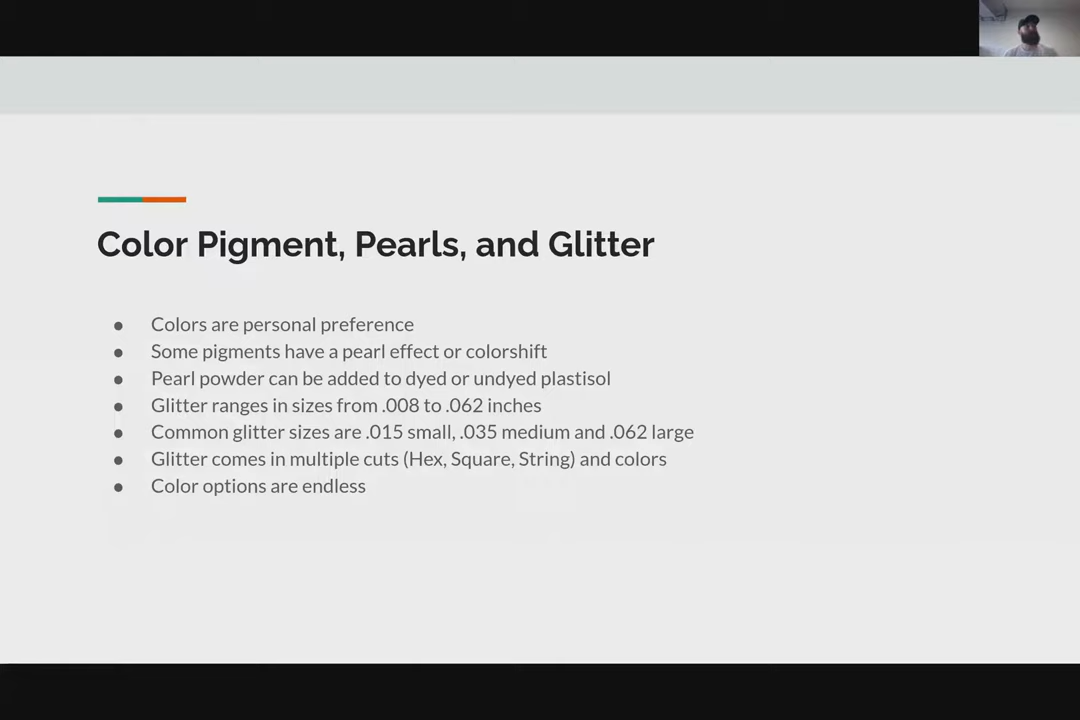 Color Pigment, Pearls, and Glitter
● Colors are personal preference
● Some pigments have a pearl effect or colorshift
● Pearl powder can be added to dyed or undyed plastisol
● Glitter ranges in sizes from .008 to .062 inches
● Common glitter sizes are .015 small, .035 medium and .062 large
● Glitter comes in multiple cuts (Hex, Square, String) and colors
● Color options are endless